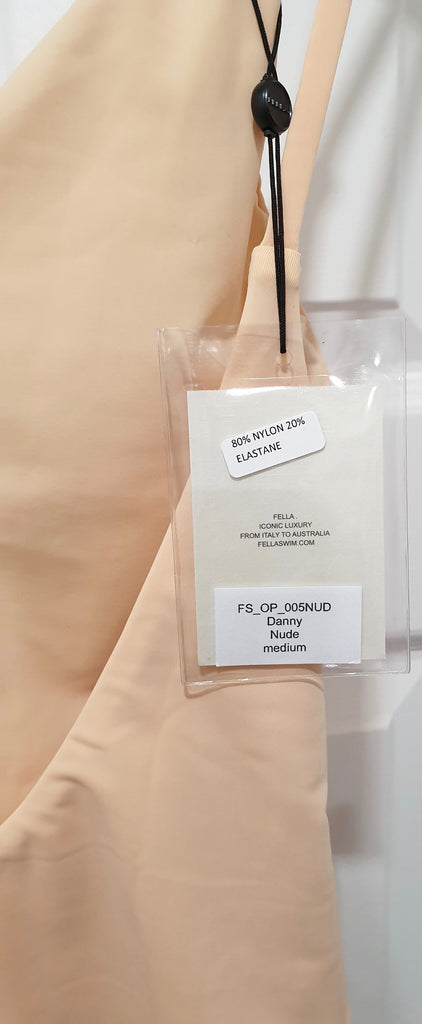 80% NYLON 20%
ELASTANE
FELLA .
ICONIC LUXURY
FROM ITALY TO AUSTRALIA
FELLASWIM.COM
FS_OP_005NUD
Danny
Nude
medium